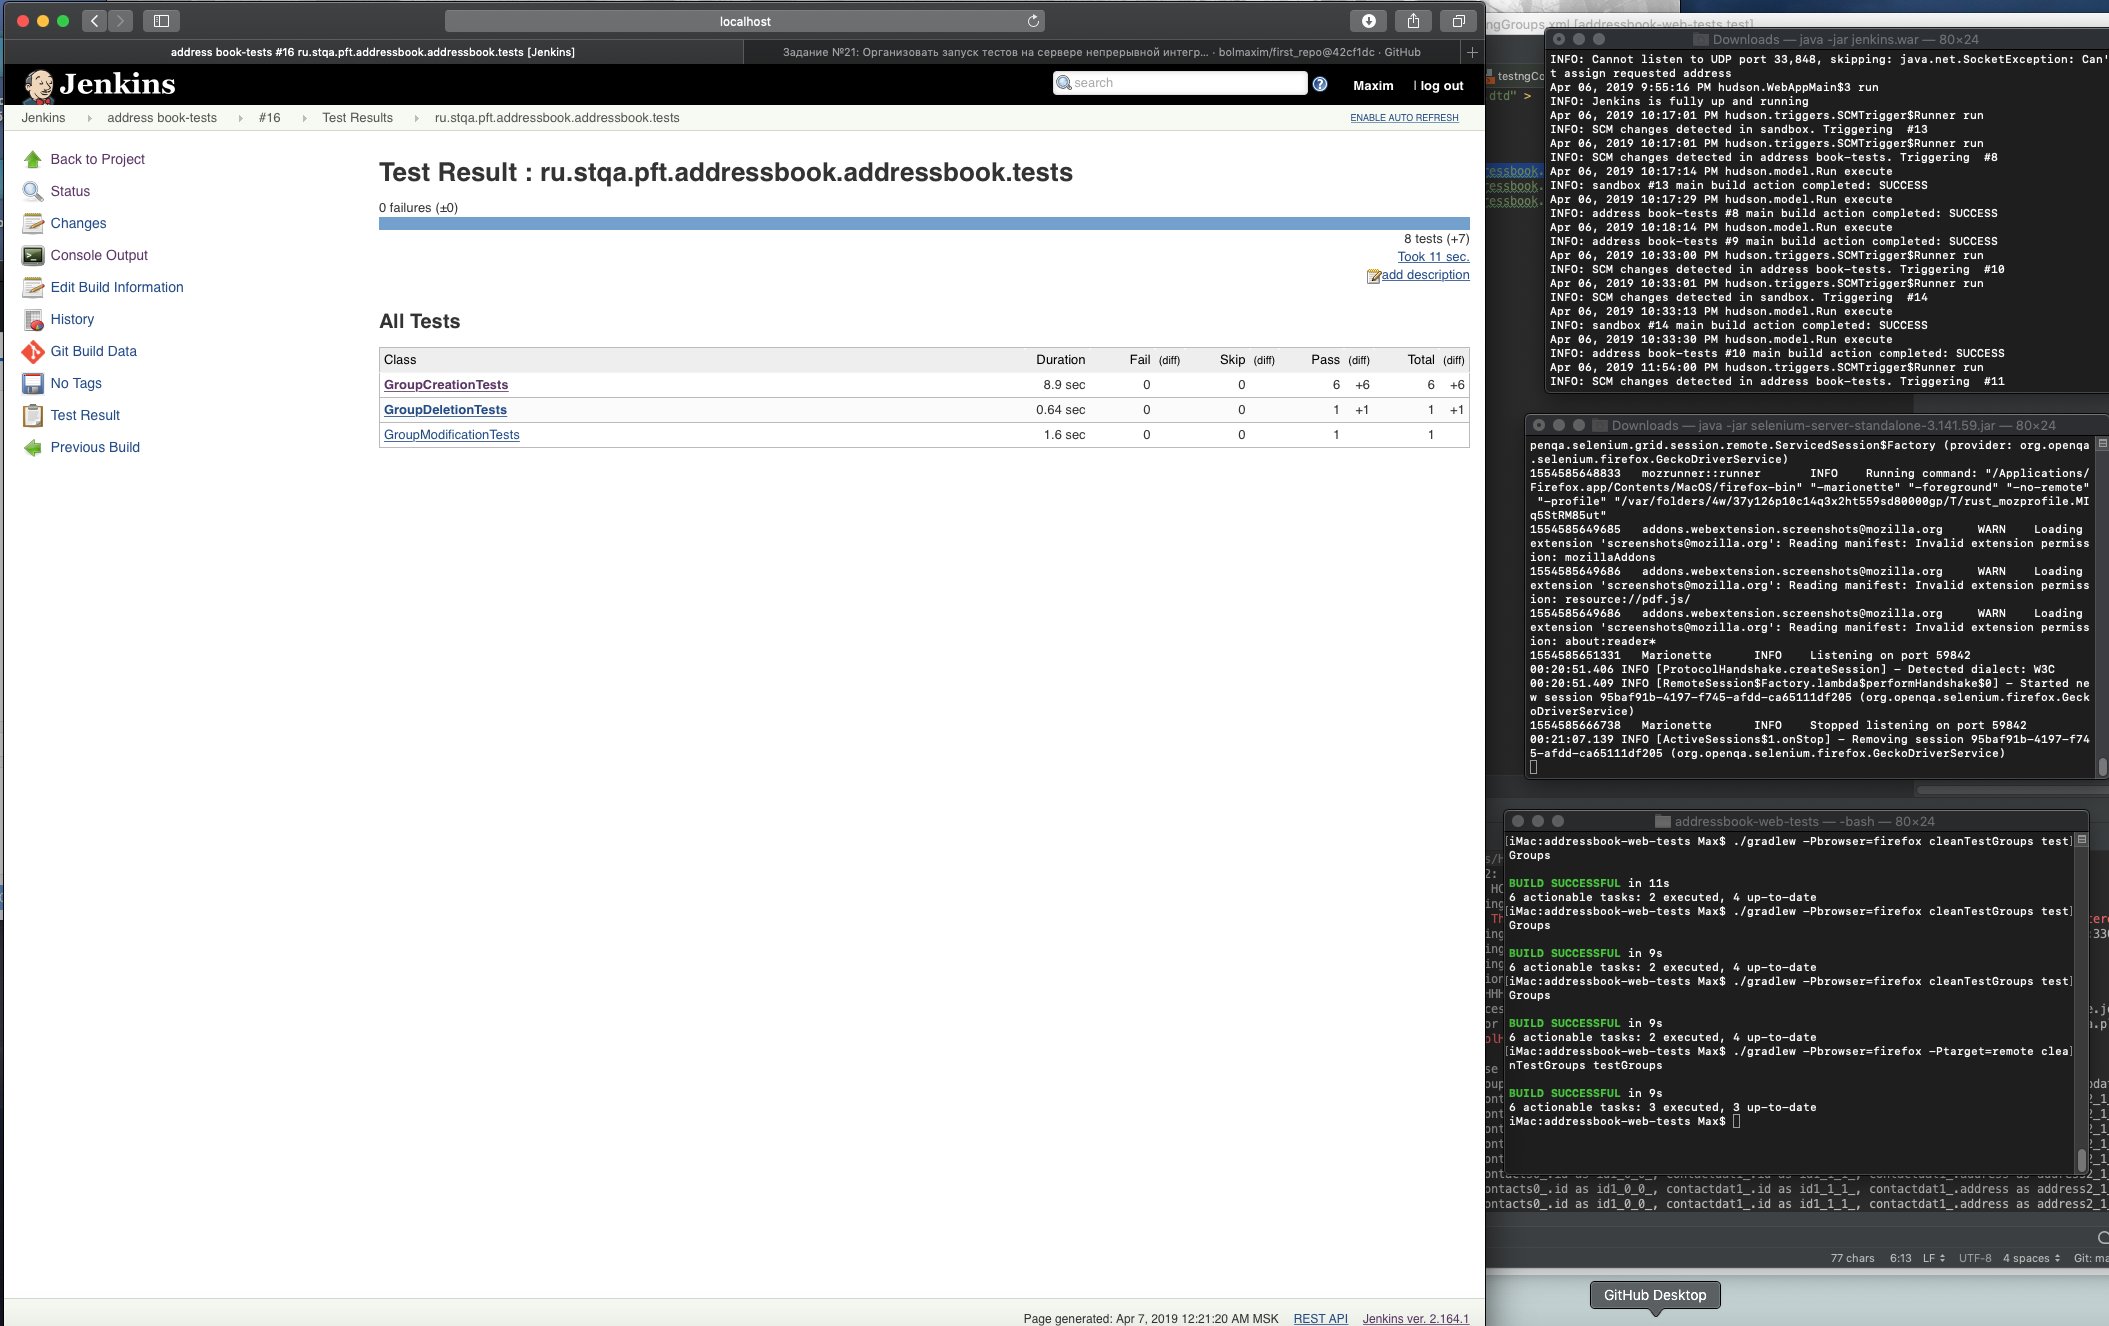 localhost
address book-tests #16 ru.stqa.pft.addressbook.addressbook.tests [Jenkins]
Задание №21: Организовать запуск тестов на сервере непрерывной интегр... · bolmaxim/first_repo@42cf1dc · GitHub
Jenkins
search
Maxim
| log out
Jenkins
address book-tests
#16
Test Results
ru.stqa.pft.addressbook.addressbook.tests
ENABLE AUTO REFRESH
Back to Project
Status
Changes
Console Output
Edit Build Information
History
Git Build Data
No Tags
Test Result
Previous Build
Test Result : ru.stqa.pft.addressbook.addressbook.tests
0 failures (±0)
8 tests (+7)
Took 11 sec.
add description
All Tests
Class Duration Fail (diff) Skip (diff) Pass (diff) Total (diff)
GroupCreationTests 8.9 sec 0 0 6 +6 6 +6
GroupDeletionTests 0.64 sec 0 0 1 +1 1 +1
GroupModificationTests 1.6 sec 0 0 1 1
Page generated: Apr 7, 2019 12:21:20 AM MSK REST API Jenkins ver. 2.164.1
ngGroups.xml [addressbook-web-tests test]
testngCo
.dtd" >
ressbook.
ressbook.
ressbook.
Downloads — java -jar jenkins.war — 80×24
INFO: Cannot listen to UDP port 33,848, skipping: java.net.SocketException: Can'
t assign requested address
Apr 06, 2019 9:55:16 PM hudson.WebAppMain$3 run
INFO: Jenkins is fully up and running
Apr 06, 2019 10:17:01 PM hudson.triggers.SCMTrigger$Runner run
INFO: SCM changes detected in sandbox. Triggering  #13
Apr 06, 2019 10:17:01 PM hudson.triggers.SCMTrigger$Runner run
INFO: SCM changes detected in address book-tests. Triggering  #8
Apr 06, 2019 10:17:14 PM hudson.model.Run execute
INFO: sandbox #13 main build action completed: SUCCESS
Apr 06, 2019 10:17:29 PM hudson.model.Run execute
INFO: address book-tests #8 main build action completed: SUCCESS
Apr 06, 2019 10:18:14 PM hudson.model.Run execute
INFO: address book-tests #9 main build action completed: SUCCESS
Apr 06, 2019 10:33:00 PM hudson.triggers.SCMTrigger$Runner run
INFO: SCM changes detected in address book-tests. Triggering  #10
Apr 06, 2019 10:33:01 PM hudson.triggers.SCMTrigger$Runner run
INFO: SCM changes detected in sandbox. Triggering  #14
Apr 06, 2019 10:33:13 PM hudson.model.Run execute
INFO: sandbox #14 main build action completed: SUCCESS
Apr 06, 2019 10:33:30 PM hudson.model.Run execute
INFO: address book-tests #10 main build action completed: SUCCESS
Apr 06, 2019 11:54:00 PM hudson.triggers.SCMTrigger$Runner run
INFO: SCM changes detected in address book-tests. Triggering  #11
Downloads — java -jar selenium-server-standalone-3.141.59.jar — 80×24
penqa.selenium.grid.session.remote.ServicedSession$Factory (provider: org.openqa
.selenium.firefox.GeckoDriverService)
1554585648833 mozrunner::runner INFO Running command: "/Applications/
Firefox.app/Contents/MacOS/firefox-bin" "-marionette" "-foreground" "-no-remote"
"-profile" "/var/folders/4w/37y126p10c14q3x2ht559sd80000gp/T/rust_mozprofile.MI
q5StRM85ut"
1554585649685 addons.webextension.screenshots@mozilla.org WARN Loading
extension 'screenshots@mozilla.org': Reading manifest: Invalid extension permiss
ion: mozillaAddons
1554585649686 addons.webextension.screenshots@mozilla.org WARN Loading
extension 'screenshots@mozilla.org': Reading manifest: Invalid extension permiss
ion: resource://pdf.js/
1554585649686 addons.webextension.screenshots@mozilla.org WARN Loading
extension 'screenshots@mozilla.org': Reading manifest: Invalid extension permiss
ion: about:reader*
1554585651331 Marionette INFO Listening on port 59842
00:20:51.406 INFO [ProtocolHandshake.createSession] - Detected dialect: W3C
00:20:51.409 INFO [RemoteSession$Factory.lambda$performHandshake$0] - Started ne
w session 95baf91b-4197-f745-afdd-ca65111df205 (org.openqa.selenium.firefox.Geck
oDriverService)
1554585666738 Marionette INFO Stopped listening on port 59842
00:21:07.139 INFO [ActiveSessions$1.onStop] - Removing session 95baf91b-4197-f74
5-afdd-ca65111df205 (org.openqa.selenium.firefox.GeckoDriverService)
addressbook-web-tests — -bash — 80×24
[iMac:addressbook-web-tests Max$ ./gradlew -Pbrowser=firefox cleanTestGroups test]
Groups
BUILD SUCCESSFUL in 11s
6 actionable tasks: 2 executed, 4 up-to-date
[iMac:addressbook-web-tests Max$ ./gradlew -Pbrowser=firefox cleanTestGroups test]
Groups
BUILD SUCCESSFUL in 9s
6 actionable tasks: 2 executed, 4 up-to-date
[iMac:addressbook-web-tests Max$ ./gradlew -Pbrowser=firefox cleanTestGroups test]
Groups
BUILD SUCCESSFUL in 9s
6 actionable tasks: 2 executed, 4 up-to-date
[iMac:addressbook-web-tests Max$ ./gradlew -Pbrowser=firefox -Ptarget=remote clea]
nTestGroups testGroups
BUILD SUCCESSFUL in 9s
6 actionable tasks: 3 executed, 3 up-to-date
iMac:addressbook-web-tests Max$
ontacts0_.id as id1_0_0_, contactdat1_.id as id1_1_1_, contactdat1_.address as address2_1_
ontacts0_.id as id1_0_0_, contactdat1_.id as id1_1_1_, contactdat1_.address as address2_1_
77 chars 6:13 LF UTF-8 4 spaces Git: ma
GitHub Desktop